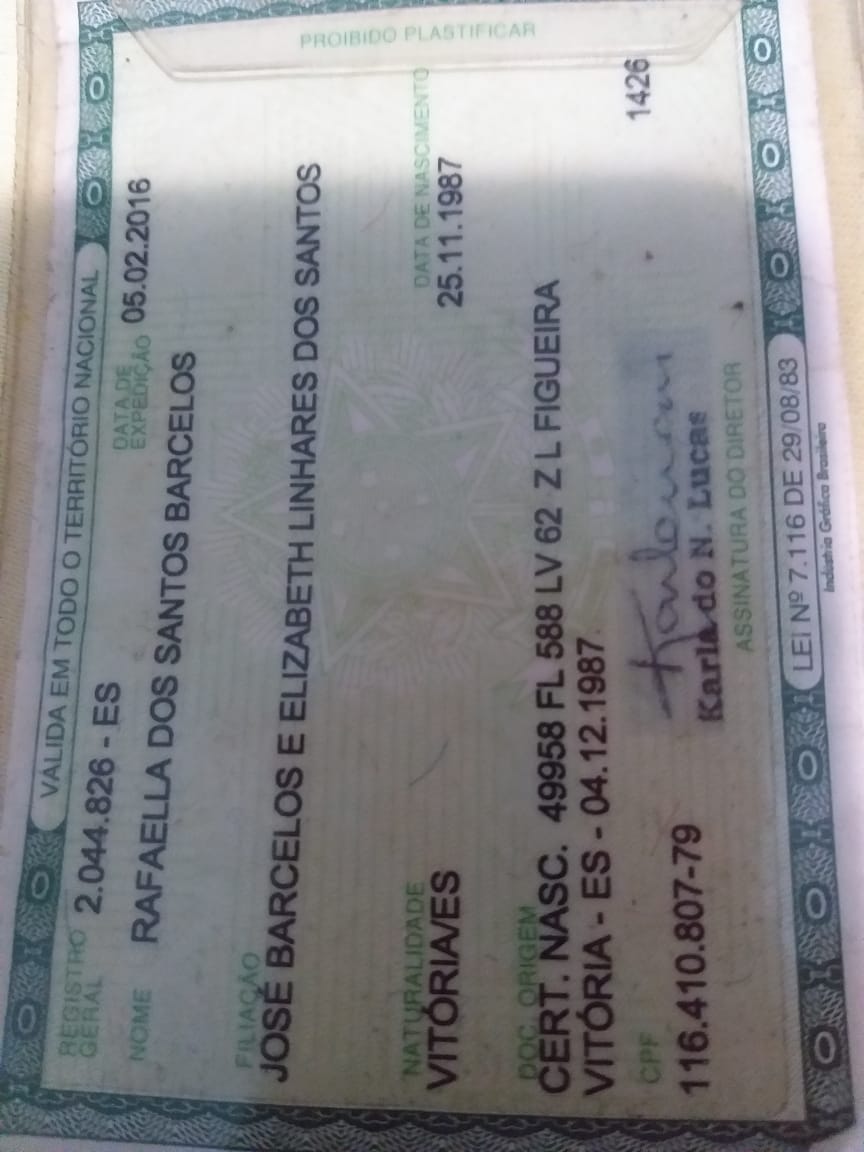 PROIBIDO PLASTIFICAR
VÁLIDA EM TODO O TERRITÓRIO NACIONAL
REGISTRO GERAL 2.044.826 - ES DATA DE EXPEDIÇÃO 05.02.2016
NOME RAFAELLA DOS SANTOS BARCELOS
FILIAÇÃO
JOSÉ BARCELOS E ELIZABETH LINHARES DOS SANTOS
NATURALIDADE DATA DE NASCIMENTO
VITÓRIA/ES 25.11.1987
DOC. ORIGEM
CERT. NASC. 49958 FL 588 LV 62 Z L FIGUEIRA
VITÓRIA - ES - 04.12.1987
CPF
116.410.807-79 1426
Karla do N. Lucas
ASSINATURA DO DIRETOR
LEI Nº 7.116 DE 29/08/83
Indústria Gráfica Brasileira